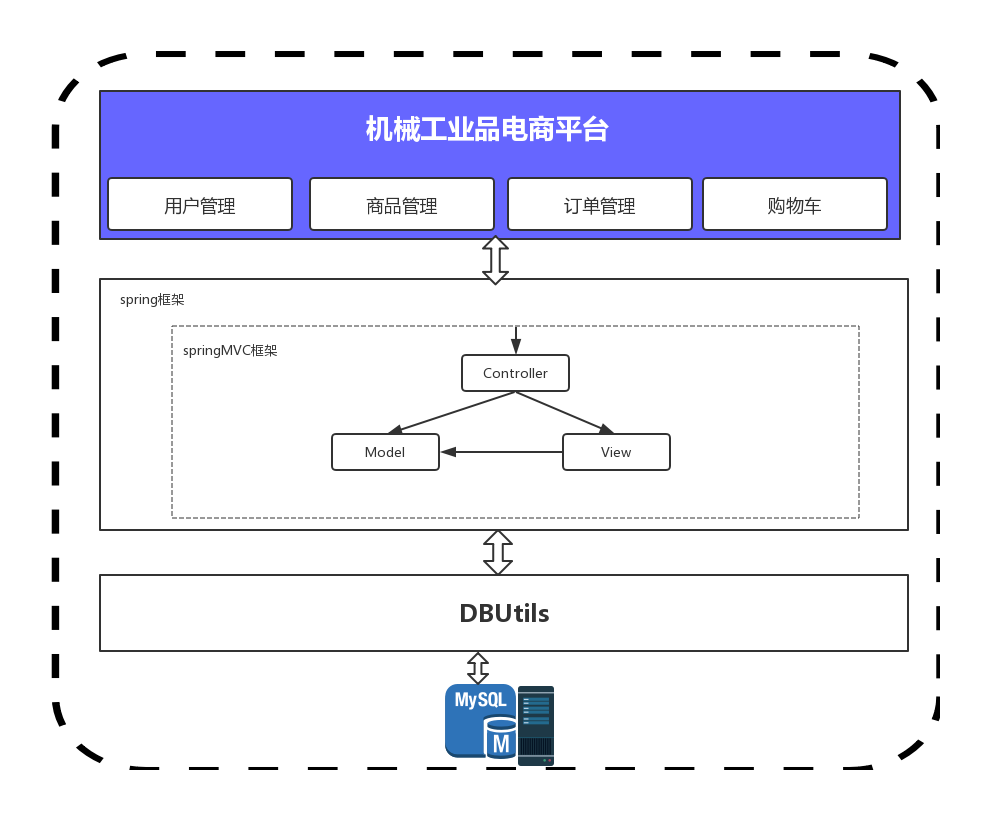 机械工业品电商平台
用户管理
商品管理
订单管理
购物车
spring框架
springMVC框架
Controller
Model
View
DBUtils
MySQL
M